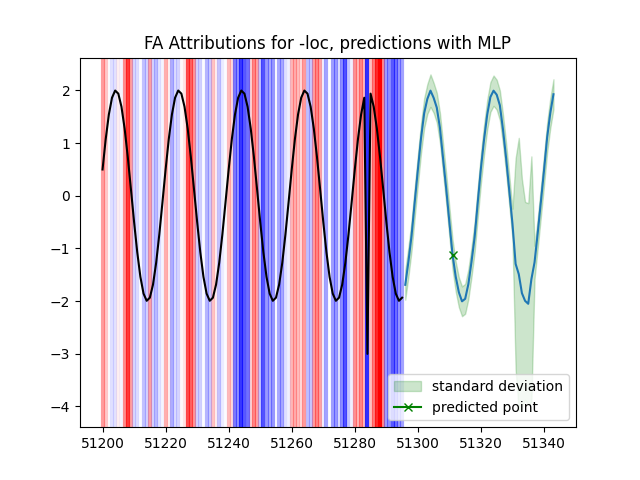 FA Attributions for -loc, predictions with MLP
2
1
0
−1
−2
−3
−4
standard deviation
predicted point
51200 51220 51240 51260 51280 51300 51320 51340